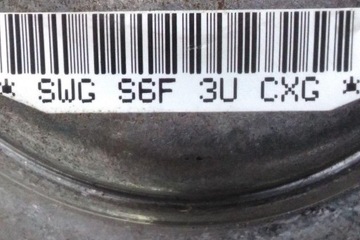 * SWG S6F 3U CXG *